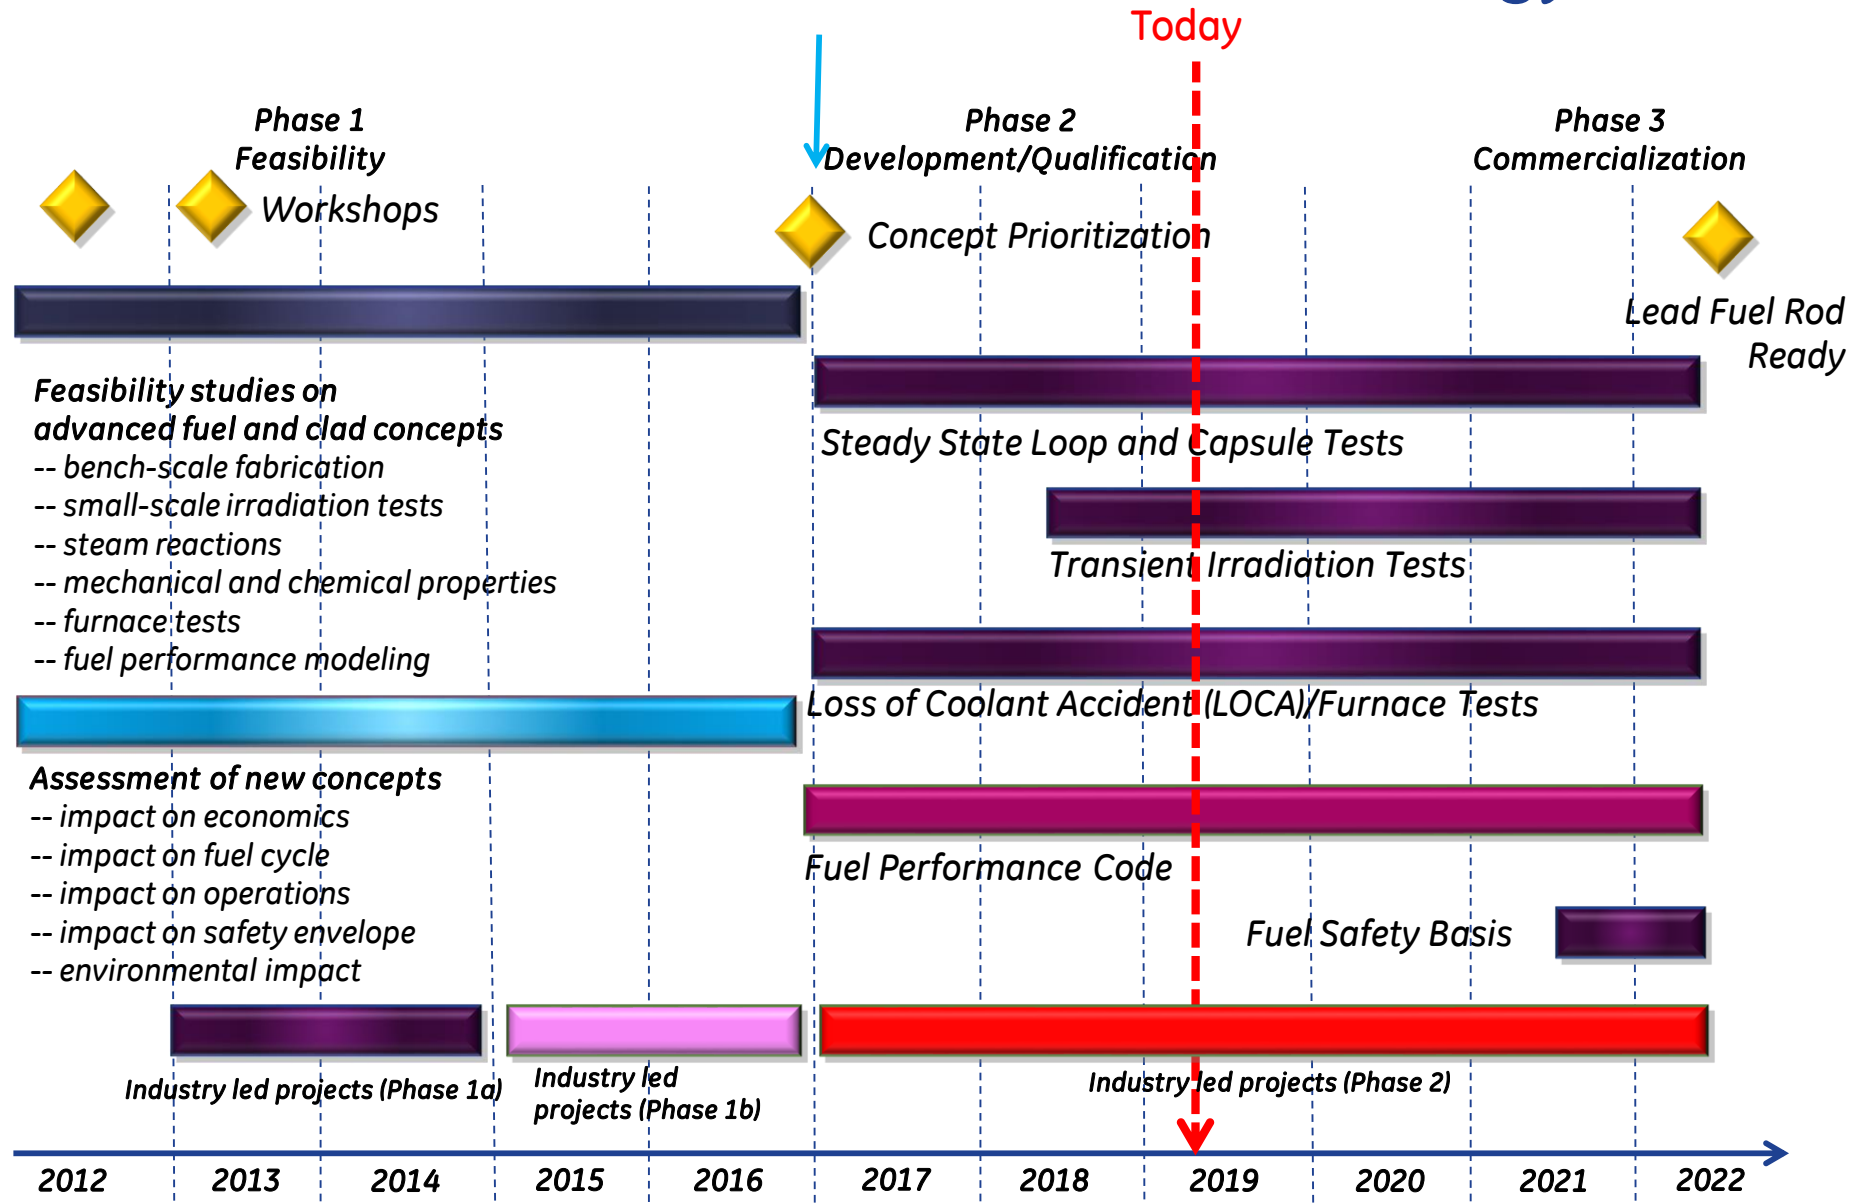 Today
Phase 1
Feasibility
Phase 2
Development/Qualification
Phase 3
Commercialization
Workshops
Concept Prioritization
Lead Fuel Rod
Ready
Feasibility studies on
advanced fuel and clad concepts
-- bench-scale fabrication
-- small-scale irradiation tests
-- steam reactions
-- mechanical and chemical properties
-- furnace tests
-- fuel performance modeling
Steady State Loop and Capsule Tests
Transient Irradiation Tests
Loss of Coolant Accident (LOCA)/Furnace Tests
Assessment of new concepts
-- impact on economics
-- impact on fuel cycle
-- impact on operations
-- impact on safety envelope
-- environmental impact
Fuel Performance Code
Fuel Safety Basis
Industry led projects (Phase 1a)
Industry led
projects (Phase 1b)
Industry led projects (Phase 2)
2012 2013 2014 2015 2016 2017 2018 2019 2020 2021 2022